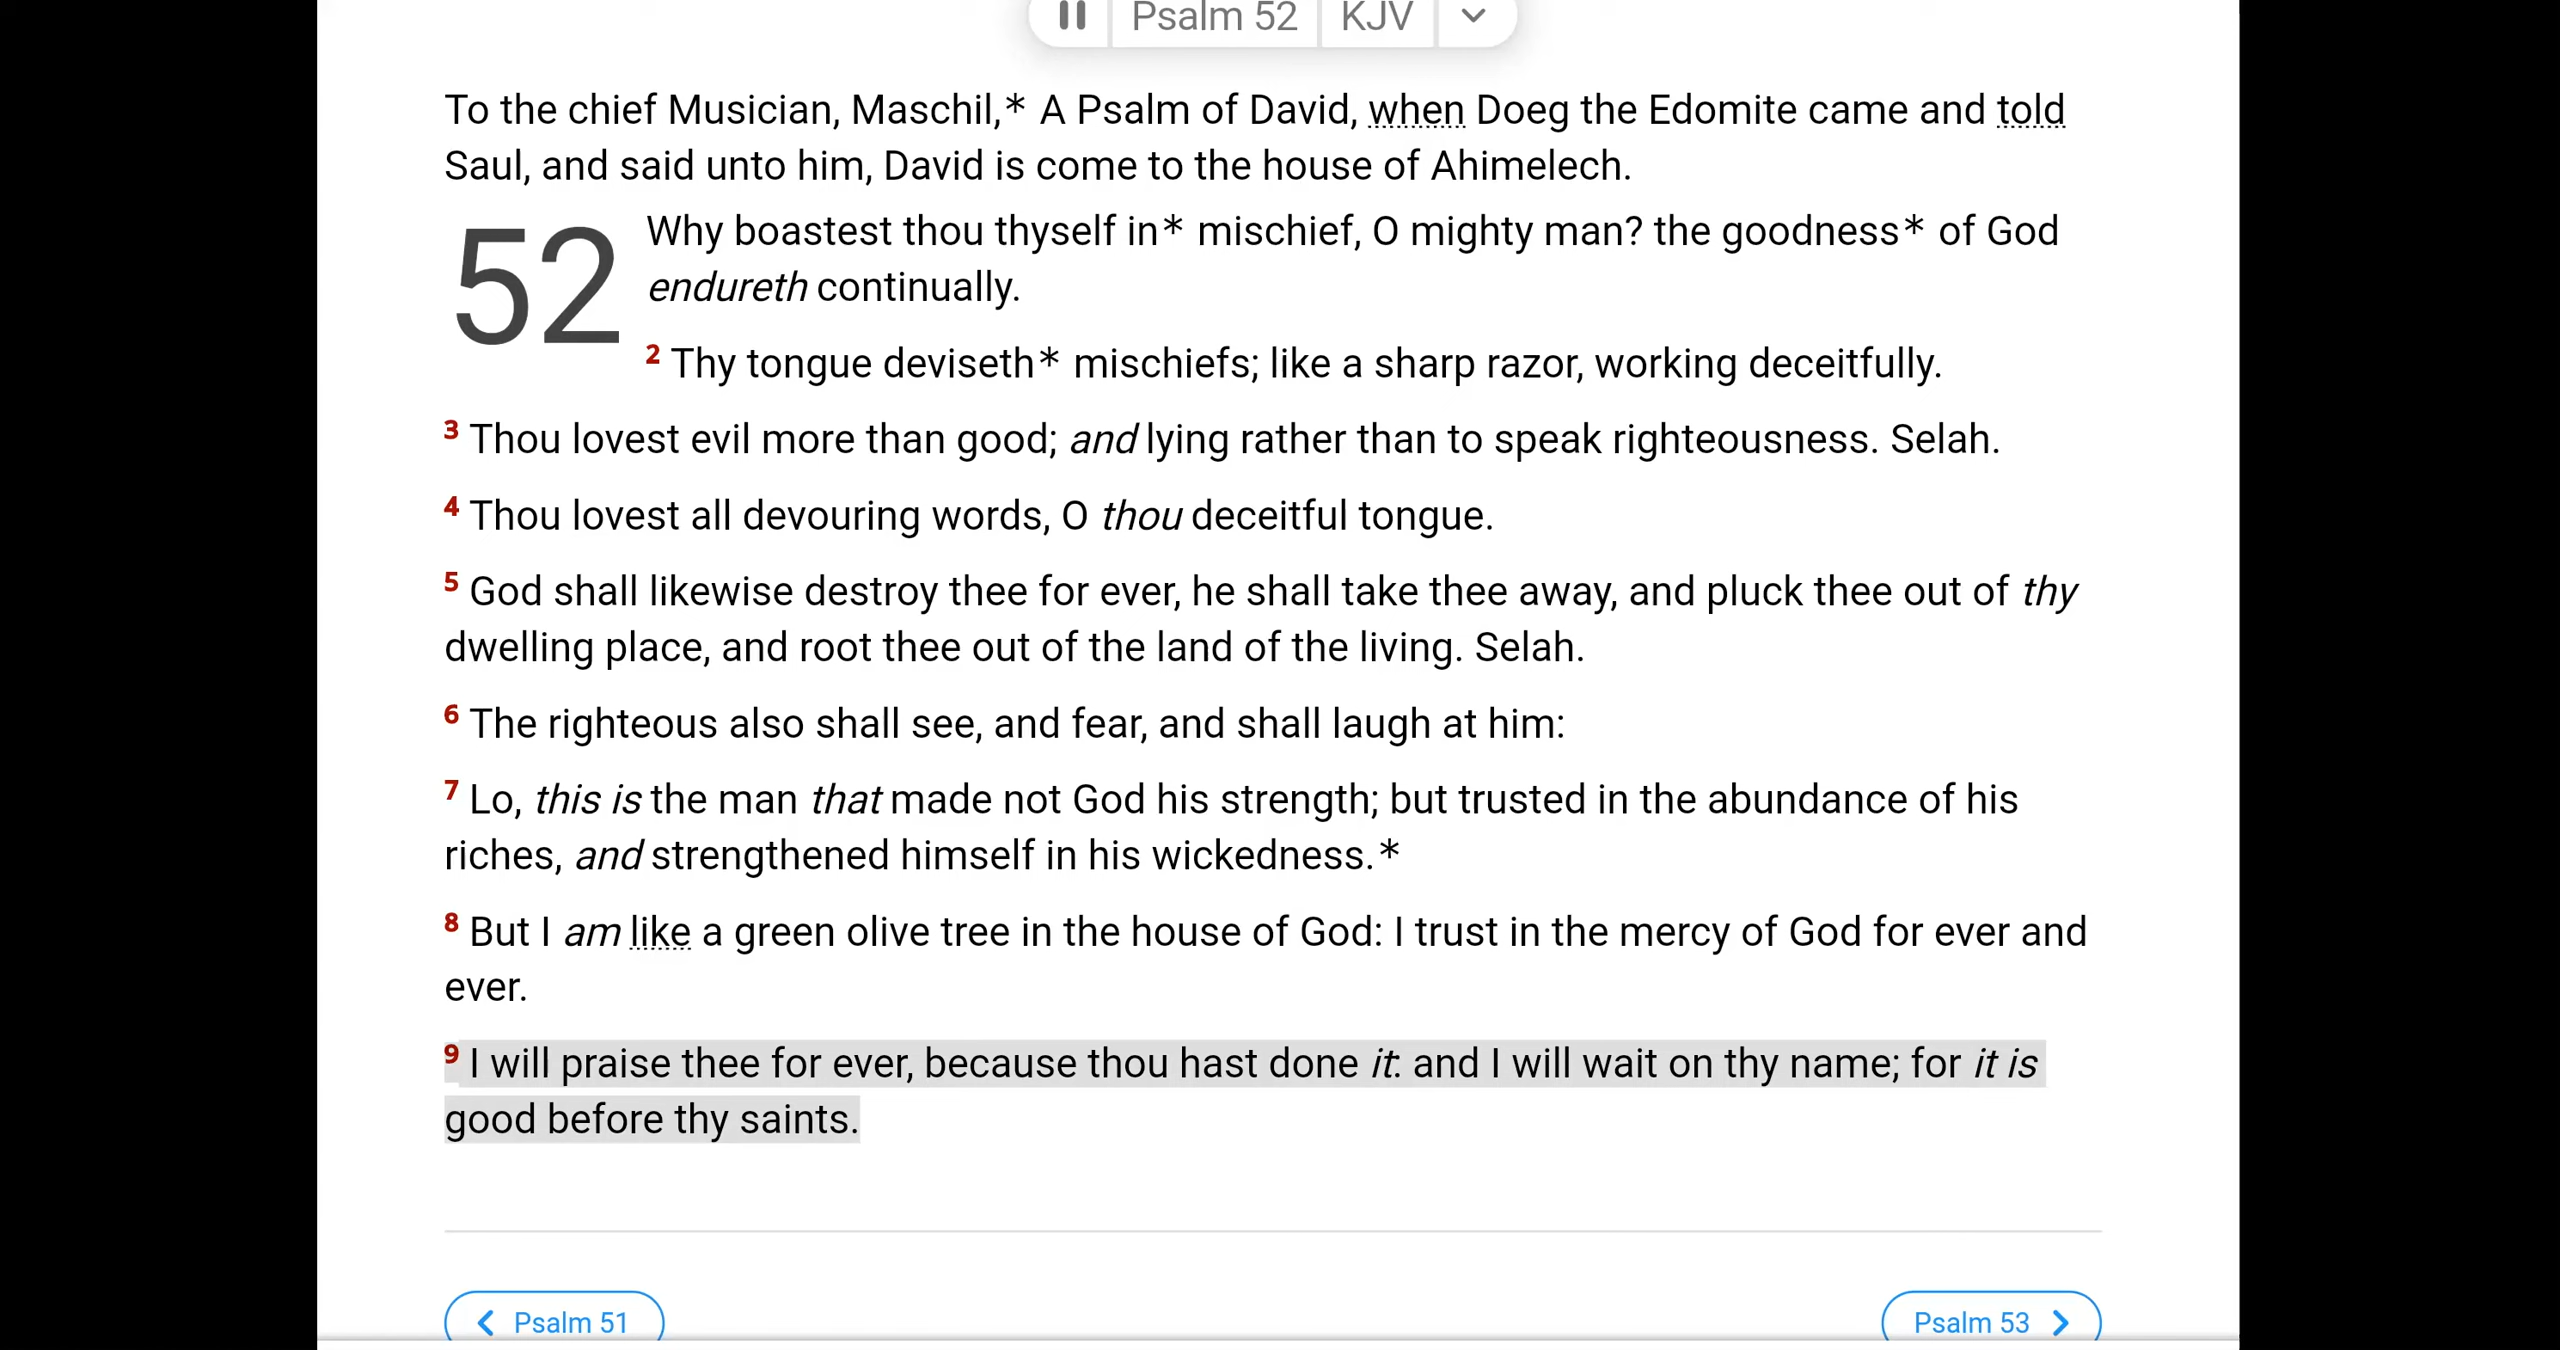 Psalm 52 KJV
To the chief Musician, Maschil,* A Psalm of David, when Doeg the Edomite came and told
Saul, and said unto him, David is come to the house of Ahimelech.
52 Why boastest thou thyself in* mischief, O mighty man? the goodness* of God
endureth continually.
2 Thy tongue deviseth* mischiefs; like a sharp razor, working deceitfully.
3 Thou lovest evil more than good; and lying rather than to speak righteousness. Selah.
4 Thou lovest all devouring words, O thou deceitful tongue.
5 God shall likewise destroy thee for ever, he shall take thee away, and pluck thee out of thy
dwelling place, and root thee out of the land of the living. Selah.
6 The righteous also shall see, and fear, and shall laugh at him:
7 Lo, this is the man that made not God his strength; but trusted in the abundance of his
riches, and strengthened himself in his wickedness.*
8 But I am like a green olive tree in the house of God: I trust in the mercy of God for ever and
ever.
9 I will praise thee for ever, because thou hast done it: and I will wait on thy name; for it is
good before thy saints.
Psalm 51 Psalm 53